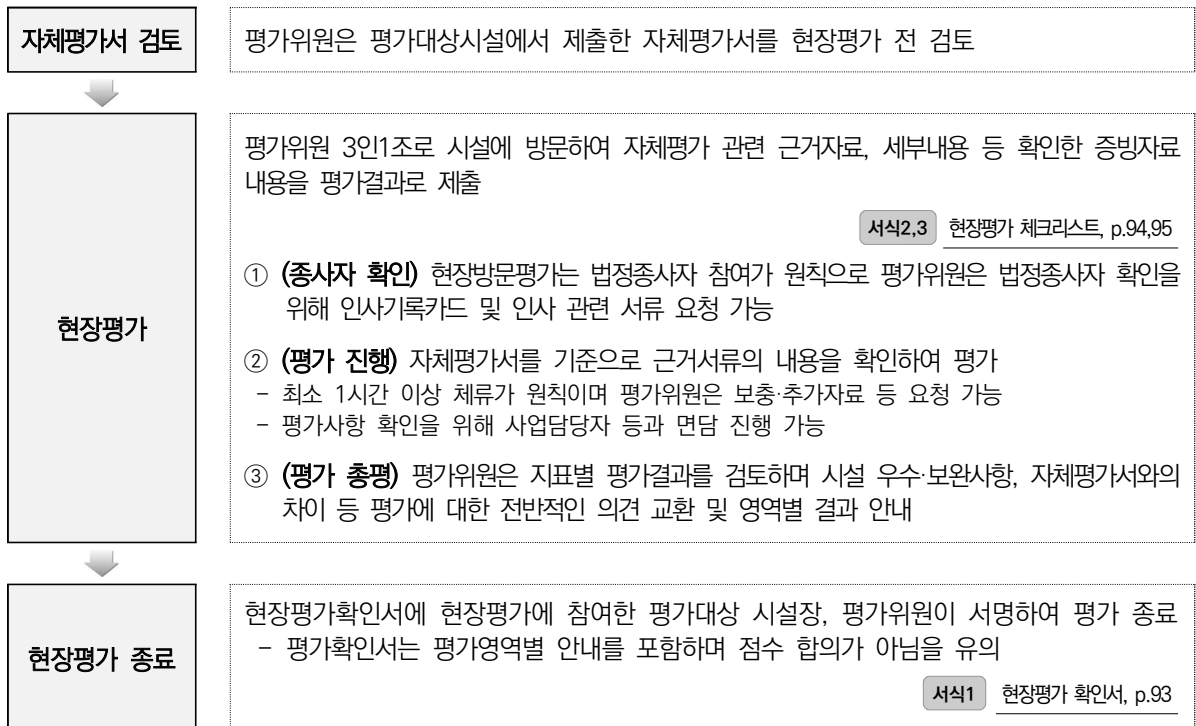 자체평가서 검토
평가위원은 평가대상시설에서 제출한 자체평가서를 현장평가 전 검토
현장평가
평가위원 3인1조로 시설에 방문하여 자체평가 관련 근거자료, 세부내용 등 확인한 증빙자료
내용을 평가결과로 제출
서식2,3 현장평가 체크리스트, p.94,95
① (종사자 확인) 현장방문평가는 법정종사자 참여가 원칙으로 평가위원은 법정종사자 확인을
위해 인사기록카드 및 인사 관련 서류 요청 가능
② (평가 진행) 자체평가서를 기준으로 근거서류의 내용을 확인하여 평가
- 최소 1시간 이상 체류가 원칙이며 평가위원은 보충·추가자료 등 요청 가능
- 평가사항 확인을 위해 사업담당자 등과 면담 진행 가능
③ (평가 총평) 평가위원은 지표별 평가결과를 검토하며 시설 우수·보완사항, 자체평가서와의
차이 등 평가에 대한 전반적인 의견 교환 및 영역별 결과 안내
현장평가 종료
현장평가확인서에 현장평가에 참여한 평가대상 시설장, 평가위원이 서명하여 평가 종료
- 평가확인서는 평가영역별 안내를 포함하며 점수 합의가 아님을 유의
서식1 현장평가 확인서, p.93